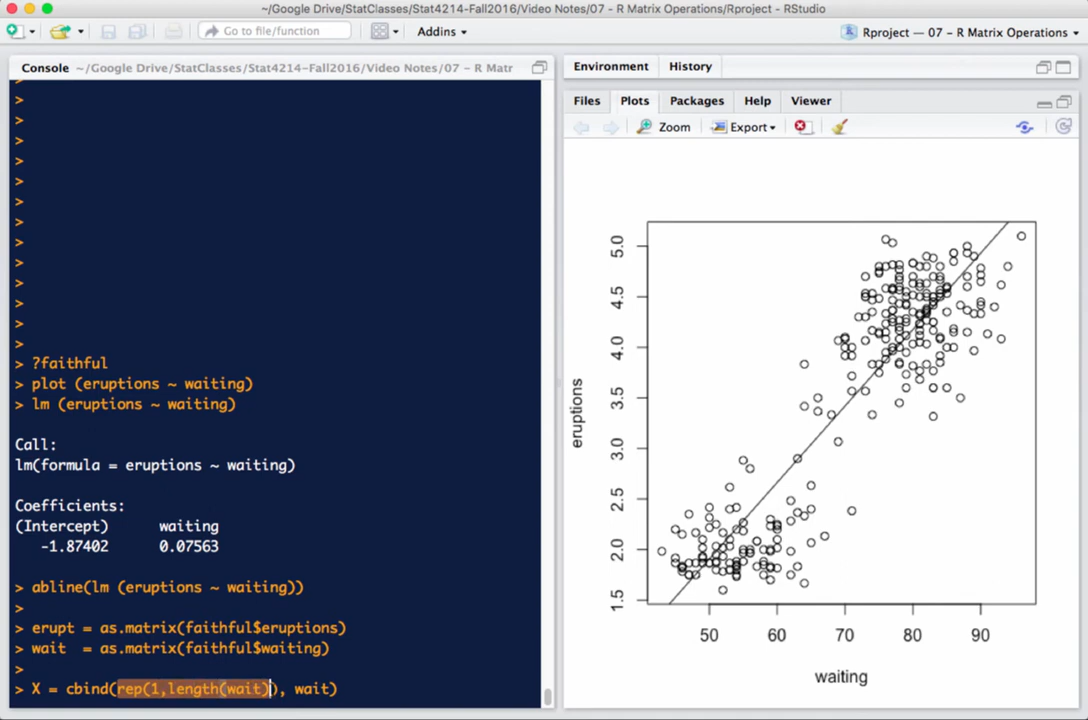 ~/Google Drive/StatClasses/Stat4214-Fall2016/Video Notes/07 - R Matrix Operations/Rproject - RStudio
Go to file/function
Addins
Rproject — 07 - R Matrix Operations
Console ~/Google Drive/StatClasses/Stat4214-Fall2016/Video Notes/07 - R Matr
>
>
>
>
>
>
>
>
>
>
>
>
>
>
> ?faithful
> plot (eruptions ~ waiting)
> lm (eruptions ~ waiting)
Call:
lm(formula = eruptions ~ waiting)
Coefficients:
(Intercept) waiting
-1.87402 0.07563
> abline(lm (eruptions ~ waiting))
>
> erupt = as.matrix(faithful$eruptions)
> wait = as.matrix(faithful$waiting)
>
> X = cbind(rep(1,length(wait)), wait)
Environment History
Files Plots Packages Help Viewer
Zoom Export
5.0
4.5
4.0
3.5
3.0
2.5
2.0
1.5
eruptions
50 60 70 80 90
waiting